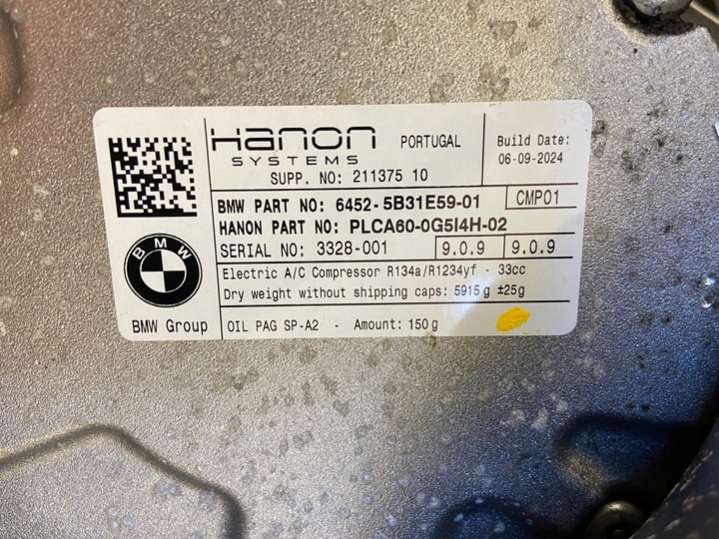 Hanon PORTUGAL
SYSTEMS
SUPP. NO: 211375 10
Build Date:
06-09-2024
BMW PART NO: 6452-5B31E59-01
CMP01
HANON PART NO: PLCA60-0G5I4H-02
SERIAL NO: 3328-001 9.0.9 9.0.9
Electric A/C Compressor R134a/R1234yf - 33cc
Dry weight without shipping caps: 5915g ±25g
OIL PAG SP-A2 - Amount: 150g
BMW
BMW Group